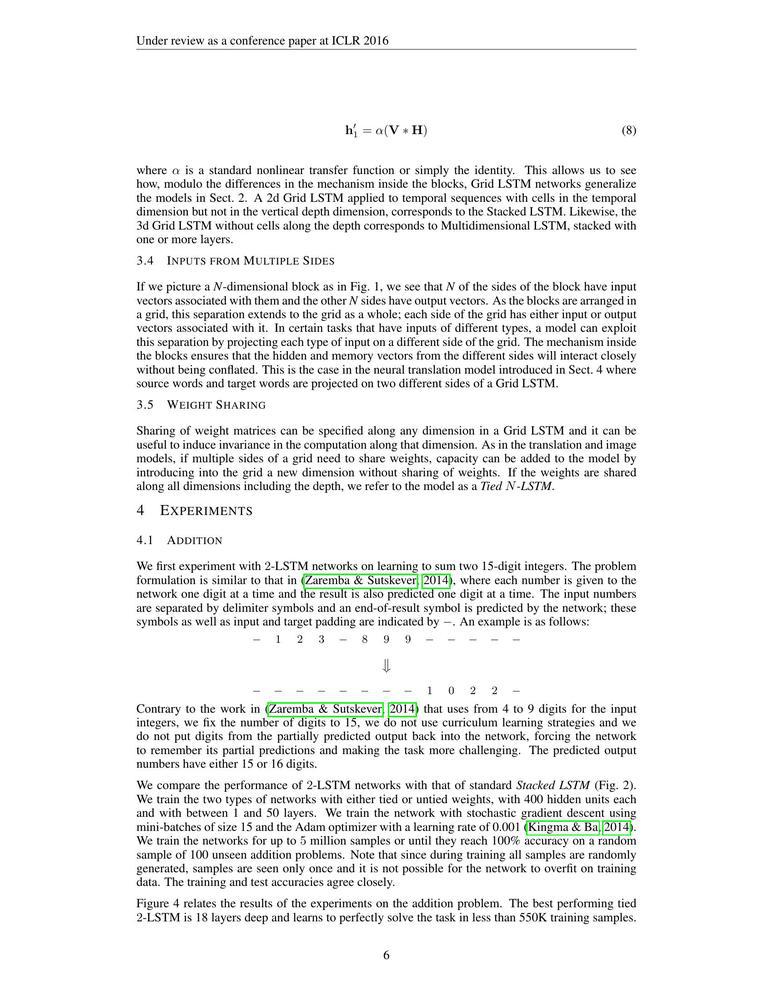 Under review as a conference paper at ICLR 2016
h′₁ = α(V ∗ H) (8)
where α is a standard nonlinear transfer function or simply the identity. This allows us to see
how, modulo the differences in the mechanism inside the blocks, Grid LSTM networks generalize
the models in Sect. 2. A 2d Grid LSTM applied to temporal sequences with cells in the temporal
dimension but not in the vertical depth dimension, corresponds to the Stacked LSTM. Likewise, the
3d Grid LSTM without cells along the depth corresponds to Multidimensional LSTM, stacked with
one or more layers.
3.4 INPUTS FROM MULTIPLE SIDES
If we picture a N-dimensional block as in Fig. 1, we see that N of the sides of the block have input
vectors associated with them and the other N sides have output vectors. As the blocks are arranged in
a grid, this separation extends to the grid as a whole; each side of the grid has either input or output
vectors associated with it. In certain tasks that have inputs of different types, a model can exploit
this separation by projecting each type of input on a different side of the grid. The mechanism inside
the blocks ensures that the hidden and memory vectors from the different sides will interact closely
without being conflated. This is the case in the neural translation model introduced in Sect. 4 where
source words and target words are projected on two different sides of a Grid LSTM.
3.5 WEIGHT SHARING
Sharing of weight matrices can be specified along any dimension in a Grid LSTM and it can be
useful to induce invariance in the computation along that dimension. As in the translation and image
models, if multiple sides of a grid need to share weights, capacity can be added to the model by
introducing into the grid a new dimension without sharing of weights. If the weights are shared
along all dimensions including the depth, we refer to the model as a Tied N-LSTM.
4 EXPERIMENTS
4.1 ADDITION
We first experiment with 2-LSTM networks on learning to sum two 15-digit integers. The problem
formulation is similar to that in (Zaremba & Sutskever, 2014), where each number is given to the
network one digit at a time and the result is also predicted one digit at a time. The input numbers
are separated by delimiter symbols and an end-of-result symbol is predicted by the network; these
symbols as well as input and target padding are indicated by −. An example is as follows:
− 1 2 3 − 8 9 9 − − − − −
⇓
− − − − − − − − 1 0 2 2 −
Contrary to the work in (Zaremba & Sutskever, 2014) that uses from 4 to 9 digits for the input
integers, we fix the number of digits to 15, we do not use curriculum learning strategies and we
do not put digits from the partially predicted output back into the network, forcing the network
to remember its partial predictions and making the task more challenging. The predicted output
numbers have either 15 or 16 digits.
We compare the performance of 2-LSTM networks with that of standard Stacked LSTM (Fig. 2).
We train the two types of networks with either tied or untied weights, with 400 hidden units each
and with between 1 and 50 layers. We train the network with stochastic gradient descent using
mini-batches of size 15 and the Adam optimizer with a learning rate of 0.001 (Kingma & Ba, 2014).
We train the networks for up to 5 million samples or until they reach 100% accuracy on a random
sample of 100 unseen addition problems. Note that since during training all samples are randomly
generated, samples are seen only once and it is not possible for the network to overfit on training
data. The training and test accuracies agree closely.
Figure 4 relates the results of the experiments on the addition problem. The best performing tied
2-LSTM is 18 layers deep and learns to perfectly solve the task in less than 550K training samples.
6